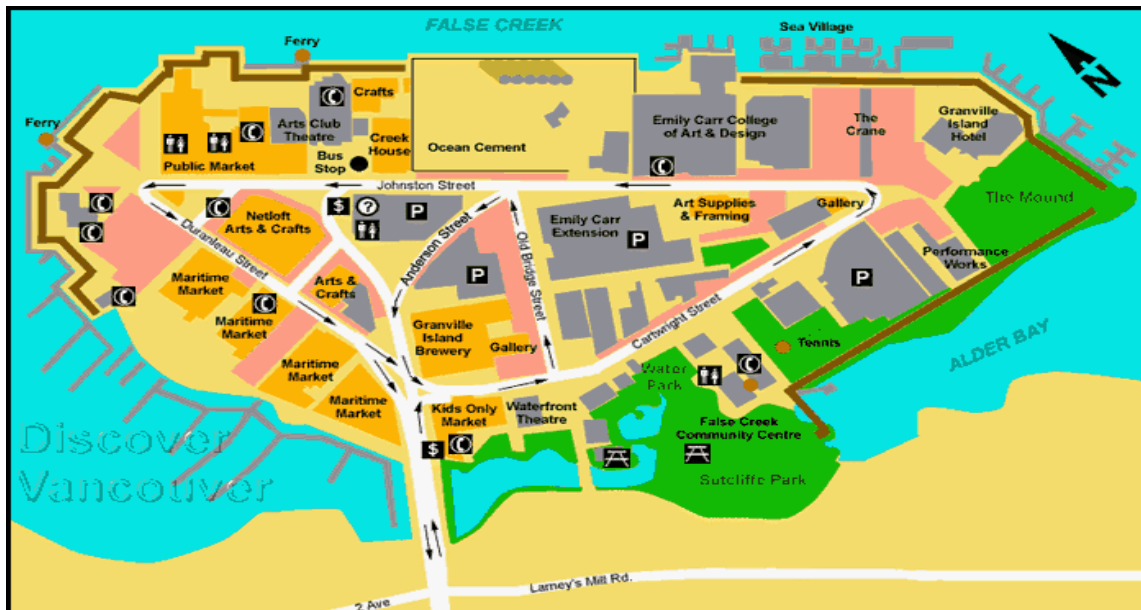 FALSE CREEK
Sea Village
Ferry
Ferry
N
Crafts
Arts Club
Theatre
Creek
House
Bus
Stop
Public Market
Ocean Cement
Emily Carr College
of Art & Design
The
Crane
Granville
Island
Hotel
The Mound
Johnston Street
$
?
P
Netloft
Arts & Crafts
Duranleau Street
Anderson Street
Old Bridge Street
Emily Carr
Extension
P
Art Supplies
& Framing
Gallery
Performance
Works
Maritime
Market
Arts &
Crafts
P
P
Maritime
Market
Granville
Island
Brewery
Gallery
Cartwright Street
Tennis
ALDER BAY
Maritime
Market
Maritime
Market
Water
Park
Kids Only
Market
Waterfront
Theatre
$
False Creek
Community Centre
Sutcliffe Park
Discover
Vancouver
Lamey's Mill Rd.
2 Ave